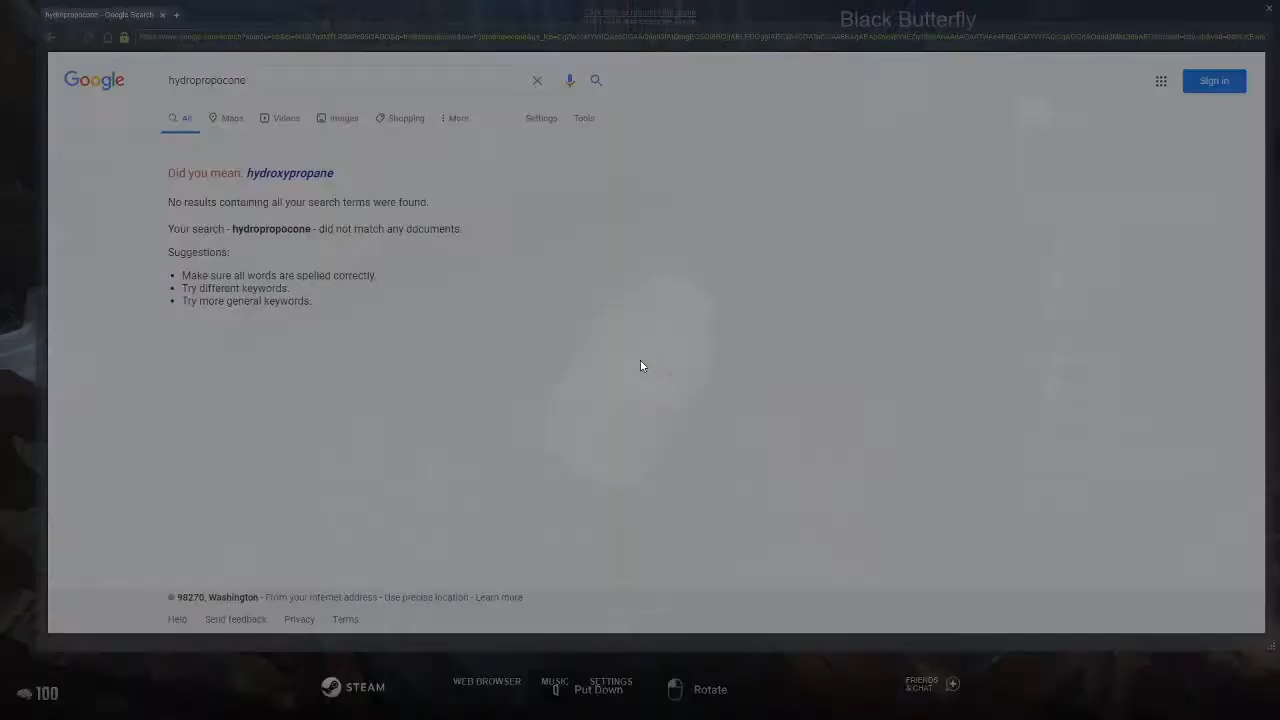 hydropropocone - Google Search
Black Butterfly
Google
hydropropocone
Sign in
All
Maps
Videos
Images
Shopping
More
Settings
Tools
Did you mean: hydroxypropane
No results containing all your search terms were found.
Your search - hydropropocone - did not match any documents.
Suggestions:
Make sure all words are spelled correctly.
Try different keywords.
Try more general keywords.
98270, Washington - From your internet address - Use precise location - Learn more
Help
Send feedback
Privacy
Terms
100
STEAM
WEB BROWSER
MUSIC
SETTINGS
Q
Put Down
Rotate
FRIENDS
& CHAT